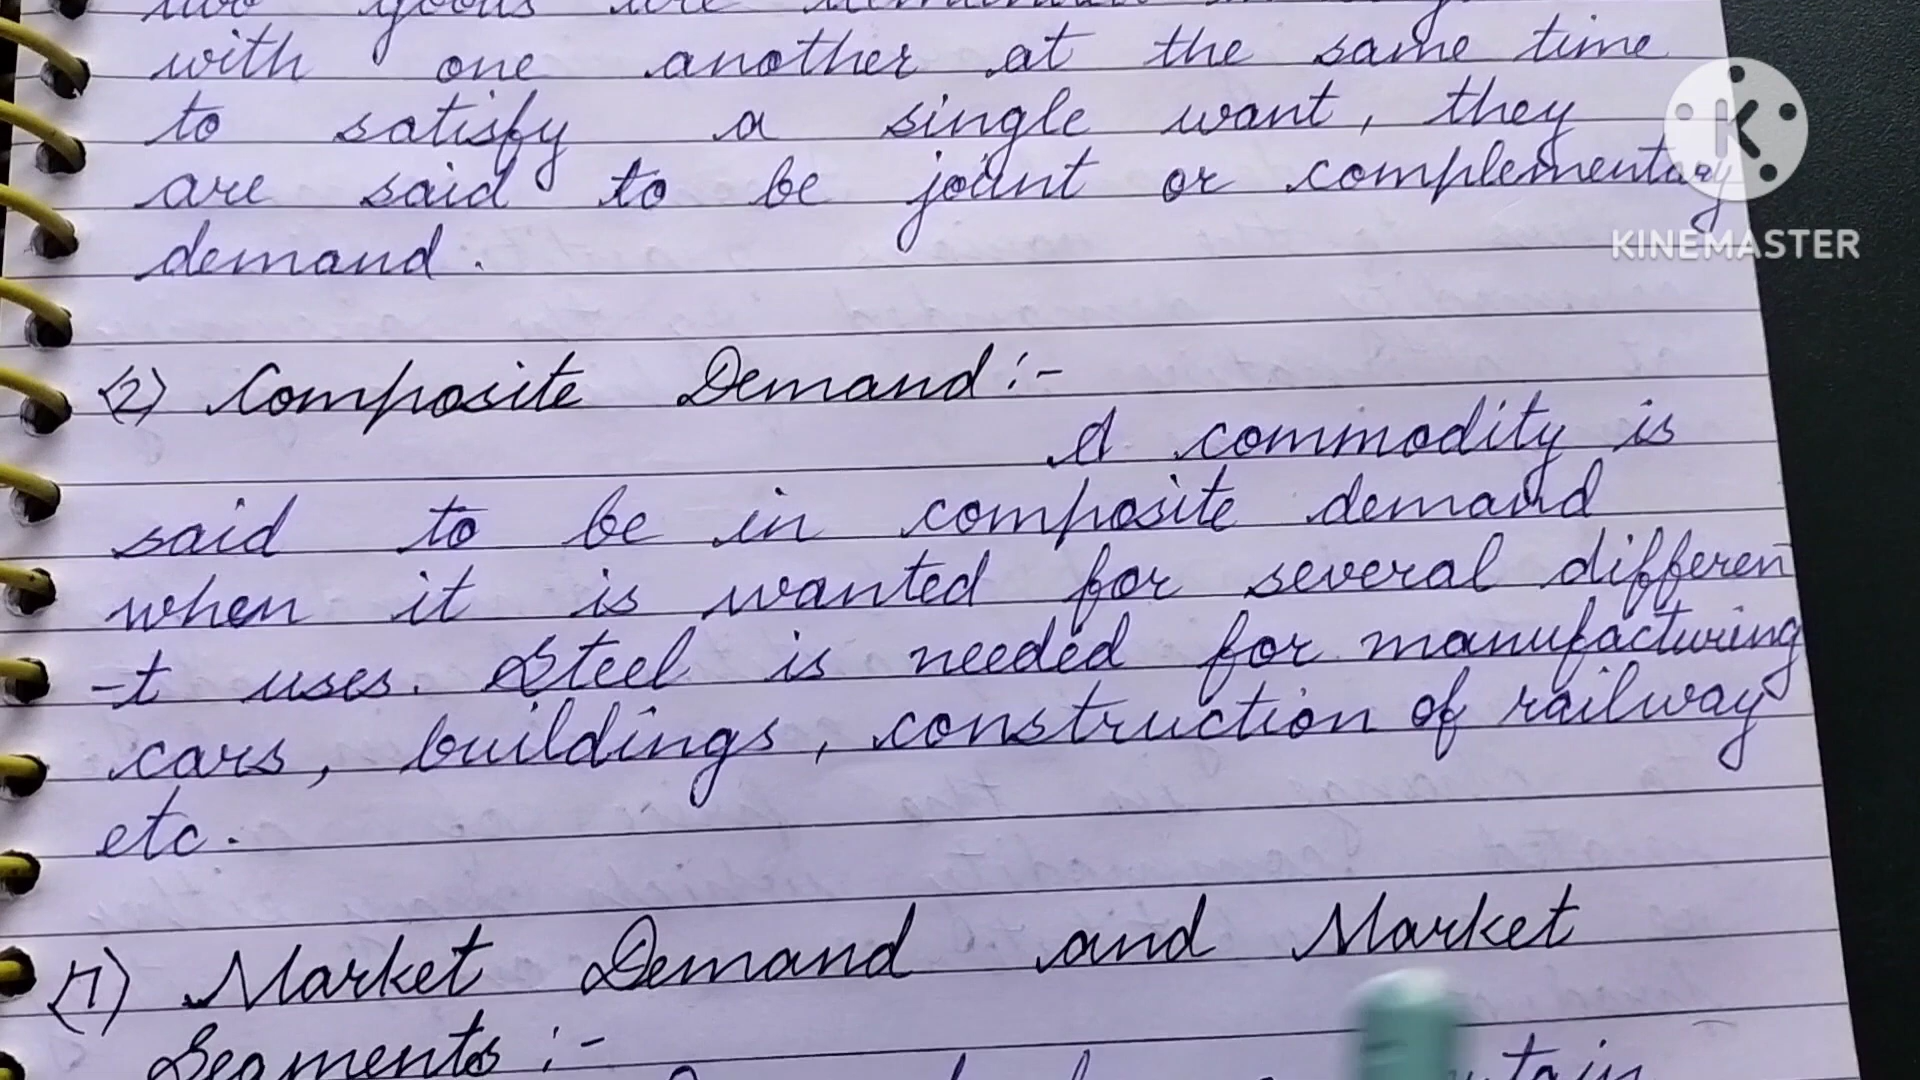 two goods are
with one another at the same time
to satisfy a single want, they
are said to be joint or complementary
demand.
KINEMASTER
(2) Composite Demand :-
A commodity is
said to be in composite demand
when it is wanted for several differen
-t uses. Steel is needed for manufacturing
cars, buildings, construction of railway
etc.
(7) Market Demand and Market
Segments :-